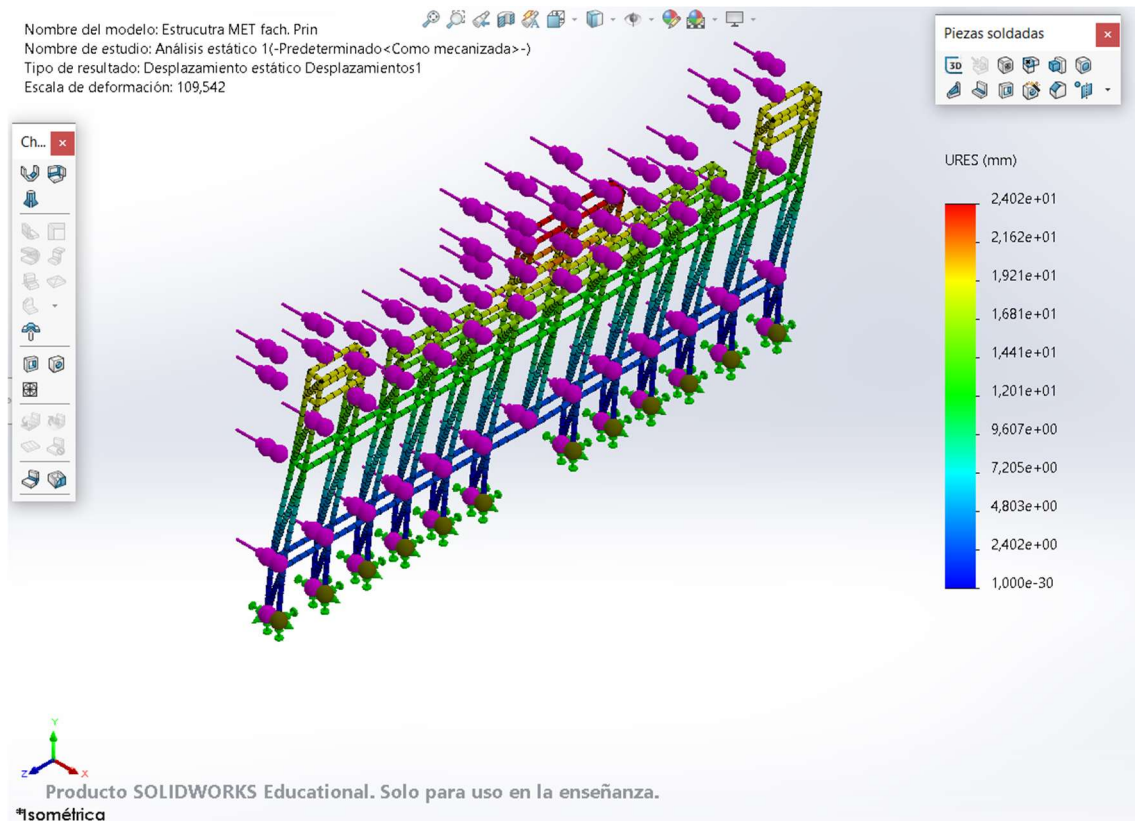 Nombre del modelo: Estrucutra MET fach. Prin
Nombre de estudio: Análisis estático 1(-Predeterminado<Como mecanizada>-)
Tipo de resultado: Desplazamiento estático Desplazamientos1
Escala de deformación: 109,542
Piezas soldadas
3D
Ch...
URES (mm)
2,402e+01
2,162e+01
1,921e+01
1,681e+01
1,441e+01
1,201e+01
9,607e+00
7,205e+00
4,803e+00
2,402e+00
1,000e-30
Y
Z
X
Producto SOLIDWORKS Educational. Solo para uso en la enseñanza.
*Isométrica